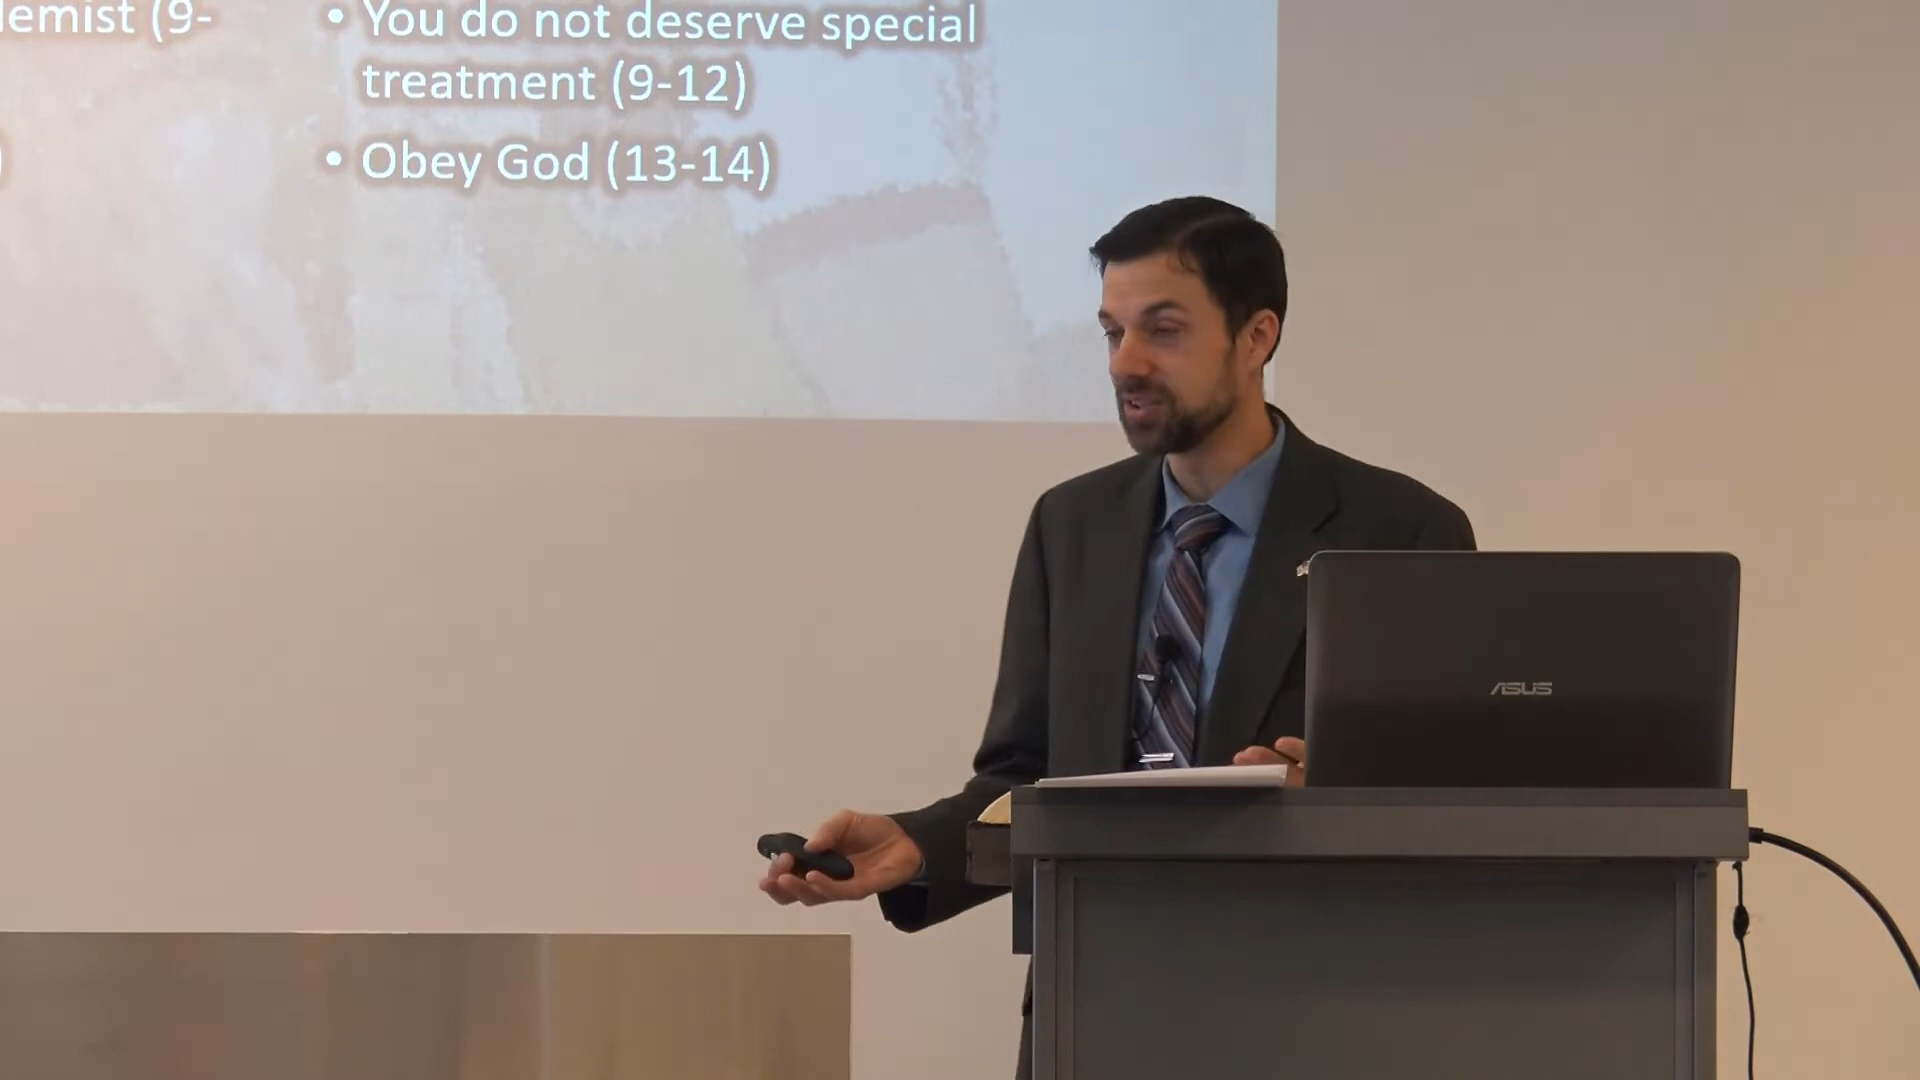 lemist (9-
• You do not deserve special
treatment (9-12)
)
• Obey God (13-14)
ASUS